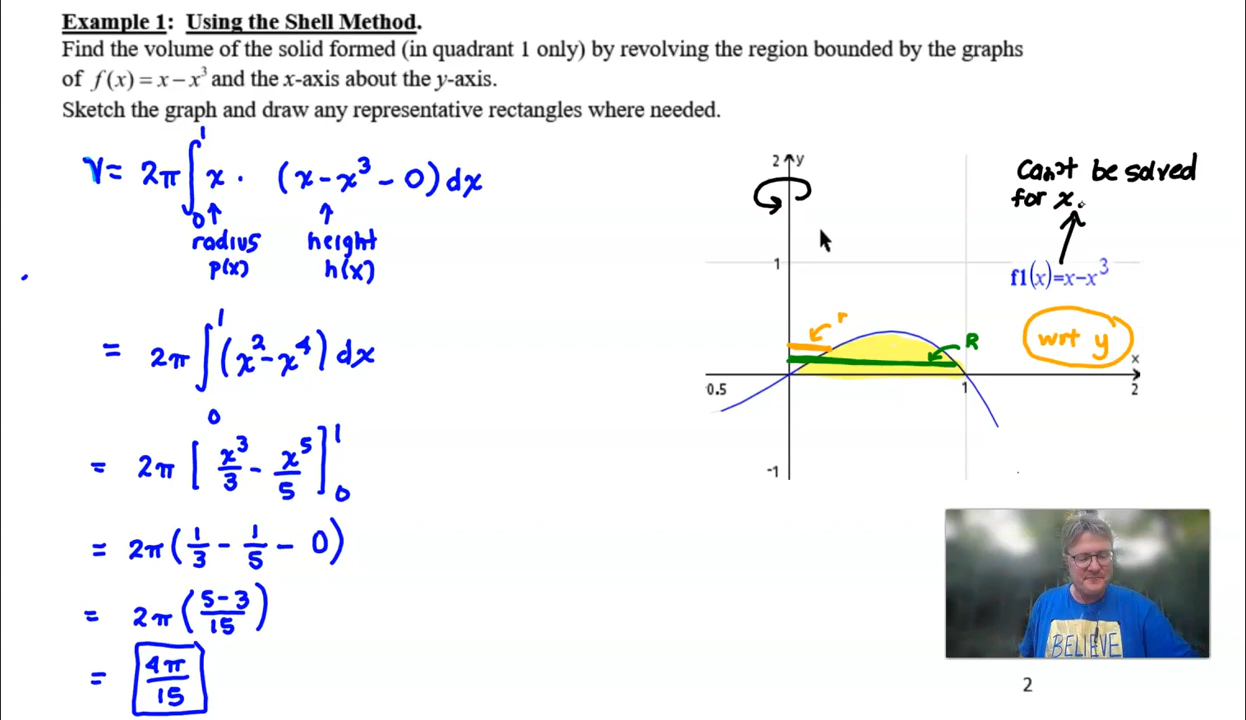 Example 1: Using the Shell Method.
Find the volume of the solid formed (in quadrant 1 only) by revolving the region bounded by the graphs
of f(x) = x − x³ and the x-axis about the y-axis.
Sketch the graph and draw any representative rectangles where needed.
V = 2π ∫₀¹ x · (x − x³ − 0) dx
radius height
p(x) h(x)
= 2π ∫₀¹ (x² − x⁴) dx
= 2π [x³/3 − x⁵/5]₀¹
= 2π (1/3 − 1/5 − 0)
= 2π (5−3/15)
= 4π/15
2 y
1
r
R
0.5 1 2
x
-1
Can't be solved
for x.
f1(x)=x−x³
wrt y
BELIEVE
2